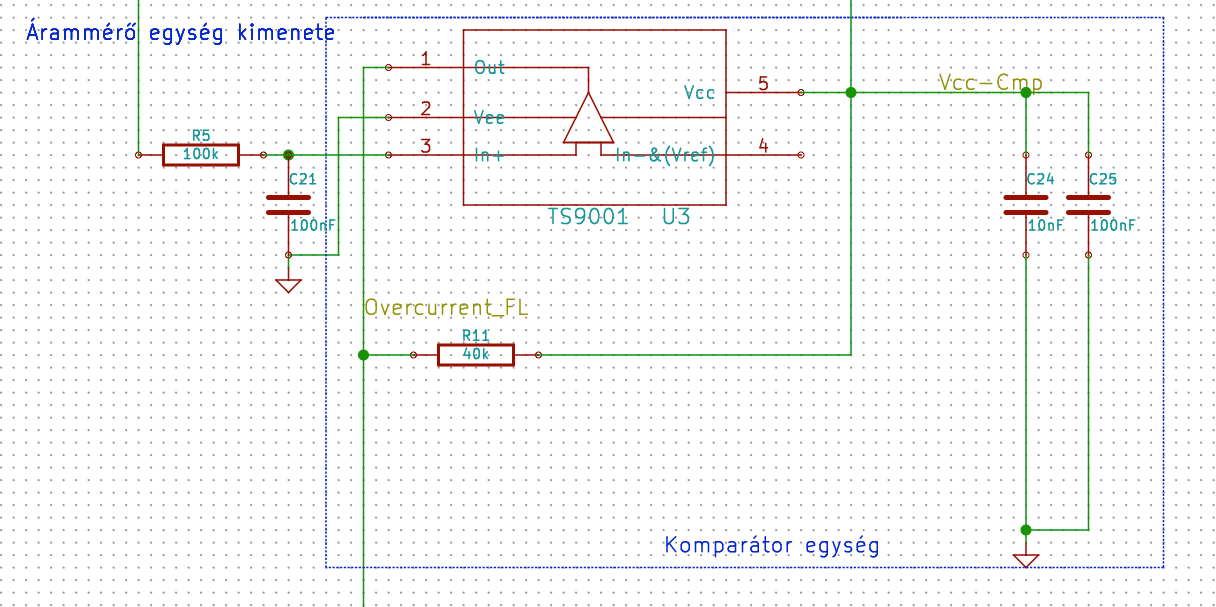 Árammérő egység kimenete
1
Out
Vcc
5
Vcc-Cmp
2
Vee
R5
100k
3
In+
In-&(Vref)
4
C21
100nF
TS9001 U3
C24
10nF
C25
100nF
Overcurrent_FL
R11
40k
Komparátor egység